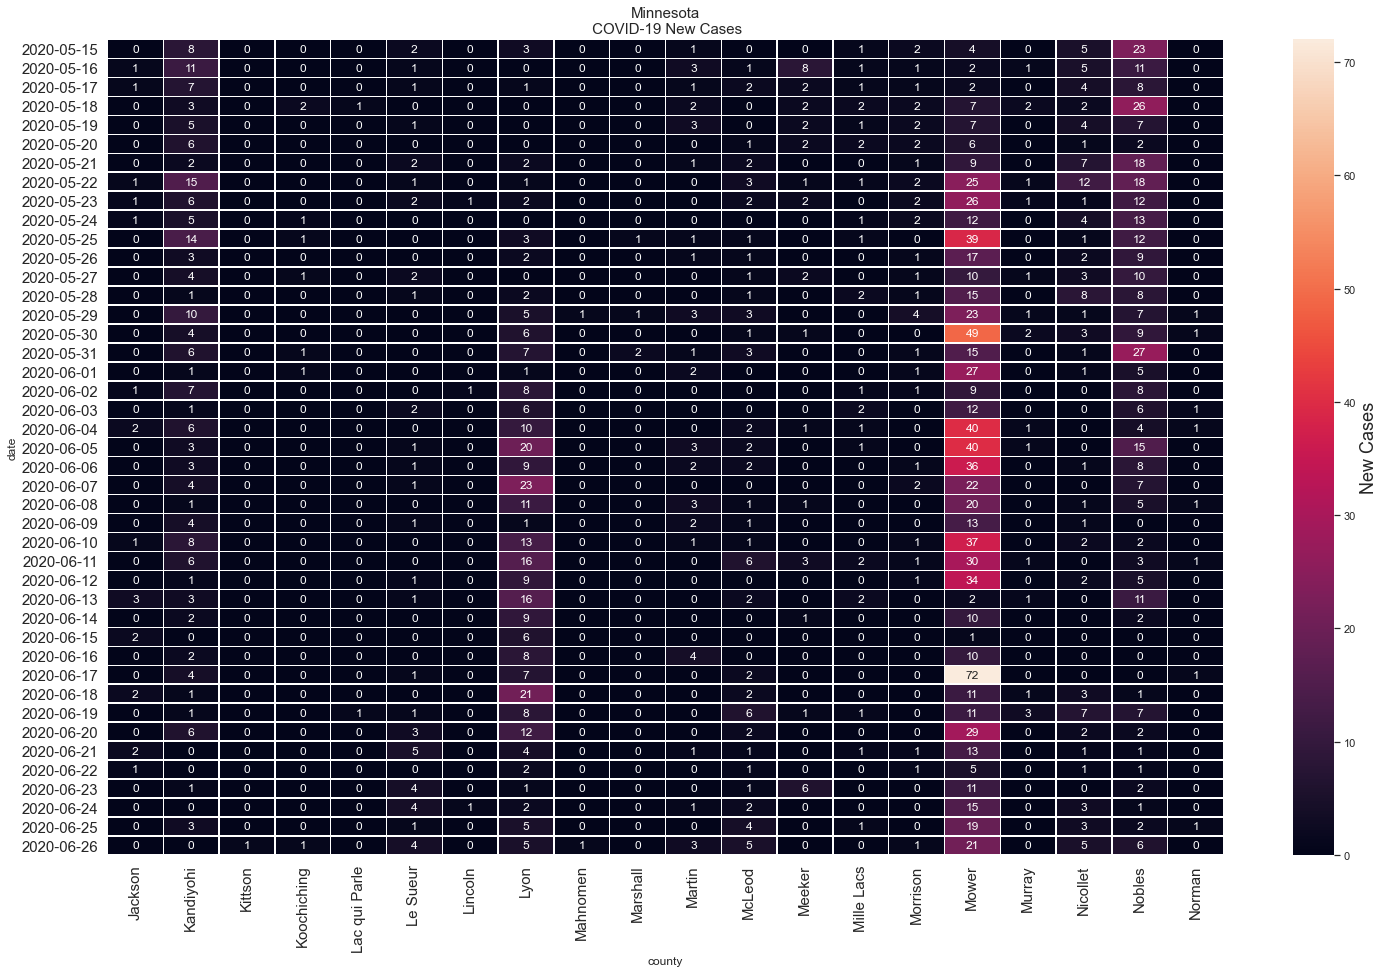 Minnesota
COVID-19 New Cases
2020-05-15 0 8 0 0 0 2 0 3 0 0 1 0 0 1 2 4 0 5 23 0
2020-05-16 1 11 0 0 0 1 0 0 0 0 3 1 8 1 1 2 1 5 11 0
2020-05-17 1 7 0 0 0 1 0 1 0 0 1 2 2 1 1 2 0 4 8 0
2020-05-18 0 3 0 2 1 0 0 0 0 0 2 0 2 2 2 7 2 2 26 0
2020-05-19 0 5 0 0 0 1 0 0 0 0 3 0 2 1 2 7 0 4 7 0
2020-05-20 0 6 0 0 0 0 0 0 0 0 0 1 2 2 2 6 0 1 2 0
2020-05-21 0 2 0 0 0 2 0 2 0 0 1 2 0 0 1 9 0 7 18 0
2020-05-22 1 15 0 0 0 1 0 1 0 0 0 3 1 1 2 25 1 12 18 0
2020-05-23 1 6 0 0 0 2 1 2 0 0 0 2 2 0 2 26 1 1 12 0
2020-05-24 1 5 0 1 0 0 0 0 0 0 0 0 0 1 2 12 0 4 13 0
2020-05-25 0 14 0 1 0 0 0 3 0 1 1 1 0 1 0 39 0 1 12 0
2020-05-26 0 3 0 0 0 0 0 2 0 0 1 1 0 0 1 17 0 2 9 0
2020-05-27 0 4 0 1 0 2 0 0 0 0 0 1 2 0 1 10 1 3 10 0
2020-05-28 0 1 0 0 0 1 0 2 0 0 0 1 0 2 1 15 0 8 8 0
2020-05-29 0 10 0 0 0 0 0 5 1 1 3 3 0 0 4 23 1 1 7 1
2020-05-30 0 4 0 0 0 0 0 6 0 0 0 1 1 0 0 49 2 3 9 1
2020-05-31 0 6 0 1 0 0 0 7 0 2 1 3 0 0 1 15 0 1 27 0
2020-06-01 0 1 0 1 0 0 0 1 0 0 2 0 0 0 1 27 0 1 5 0
2020-06-02 1 7 0 0 0 0 1 8 0 0 0 0 0 1 1 9 0 0 8 0
2020-06-03 0 1 0 0 0 2 0 6 0 0 0 0 0 2 0 12 0 0 6 1
2020-06-04 2 6 0 0 0 0 0 10 0 0 0 2 1 1 0 40 1 0 4 1
2020-06-05 0 3 0 0 0 1 0 20 0 0 3 2 0 1 0 40 1 0 15 0
2020-06-06 0 3 0 0 0 1 0 9 0 0 2 2 0 0 1 36 0 1 8 0
2020-06-07 0 4 0 0 0 1 0 23 0 0 0 0 0 0 2 22 0 0 7 0
2020-06-08 0 1 0 0 0 0 0 11 0 0 3 1 1 0 0 20 0 1 5 1
2020-06-09 0 4 0 0 0 1 0 1 0 0 2 1 0 0 0 13 0 1 0 0
2020-06-10 1 8 0 0 0 0 0 13 0 0 1 1 0 0 1 37 0 2 2 0
2020-06-11 0 6 0 0 0 0 0 16 0 0 0 6 3 2 1 30 1 0 3 1
2020-06-12 0 1 0 0 0 1 0 9 0 0 0 0 0 0 1 34 0 2 5 0
2020-06-13 3 3 0 0 0 1 0 16 0 0 0 2 0 2 0 2 1 0 11 0
2020-06-14 0 2 0 0 0 0 0 9 0 0 0 0 1 0 0 10 0 0 2 0
2020-06-15 2 0 0 0 0 0 0 6 0 0 0 0 0 0 0 1 0 0 0 0
2020-06-16 0 2 0 0 0 0 0 8 0 0 4 0 0 0 0 10 0 0 0 0
2020-06-17 0 4 0 0 0 1 0 7 0 0 0 2 0 0 0 72 0 0 0 1
2020-06-18 2 1 0 0 0 0 0 21 0 0 0 2 0 0 0 11 1 3 1 0
2020-06-19 0 1 0 0 1 1 0 8 0 0 0 6 1 1 0 11 3 7 7 0
2020-06-20 0 6 0 0 0 3 0 12 0 0 0 2 0 0 0 29 0 2 2 0
2020-06-21 2 0 0 0 0 5 0 4 0 0 1 1 0 1 1 13 0 1 1 0
2020-06-22 1 0 0 0 0 0 0 2 0 0 0 1 0 0 1 5 0 1 1 0
2020-06-23 0 1 0 0 0 4 0 1 0 0 0 1 6 0 0 11 0 0 2 0
2020-06-24 0 0 0 0 0 4 1 2 0 0 1 2 0 0 0 15 0 3 1 0
2020-06-25 0 3 0 0 0 1 0 5 0 0 0 4 0 1 0 19 0 3 2 1
2020-06-26 0 0 1 1 0 4 0 5 1 0 3 5 0 0 1 21 0 5 6 0
date
Jackson Kandiyohi Kittson Koochiching Lac qui Parle Le Sueur Lincoln Lyon Mahnomen Marshall Martin McLeod Meeker Mille Lacs Morrison Mower Murray Nicollet Nobles Norman
county
70
60
50
40
30
20
10
0
New Cases